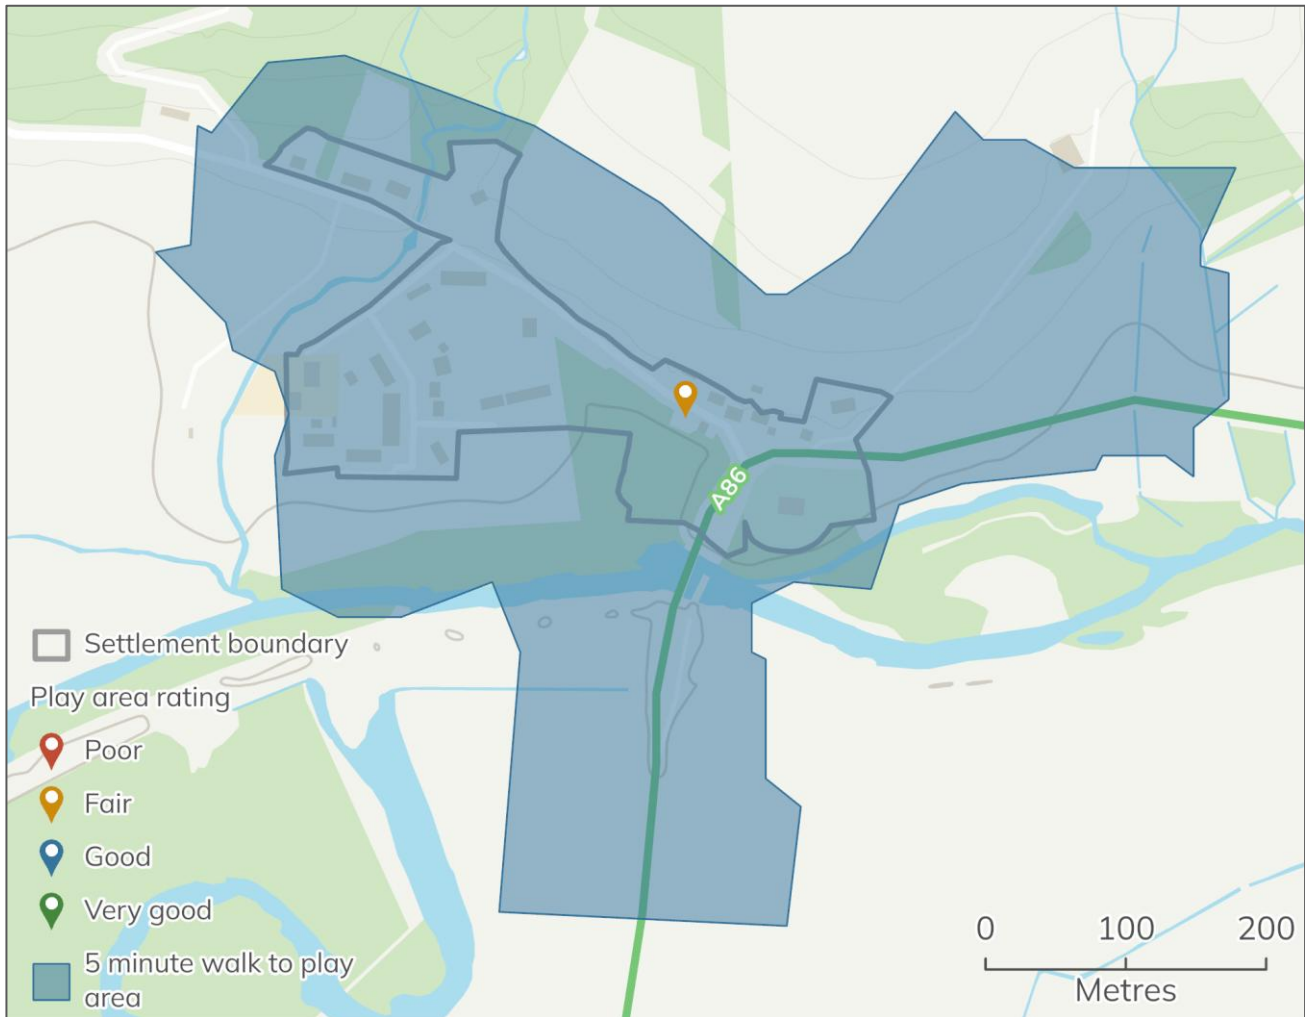 A86
Settlement boundary
Play area rating
Poor
Fair
Good
Very good
5 minute walk to play
area
0 100 200
Metres